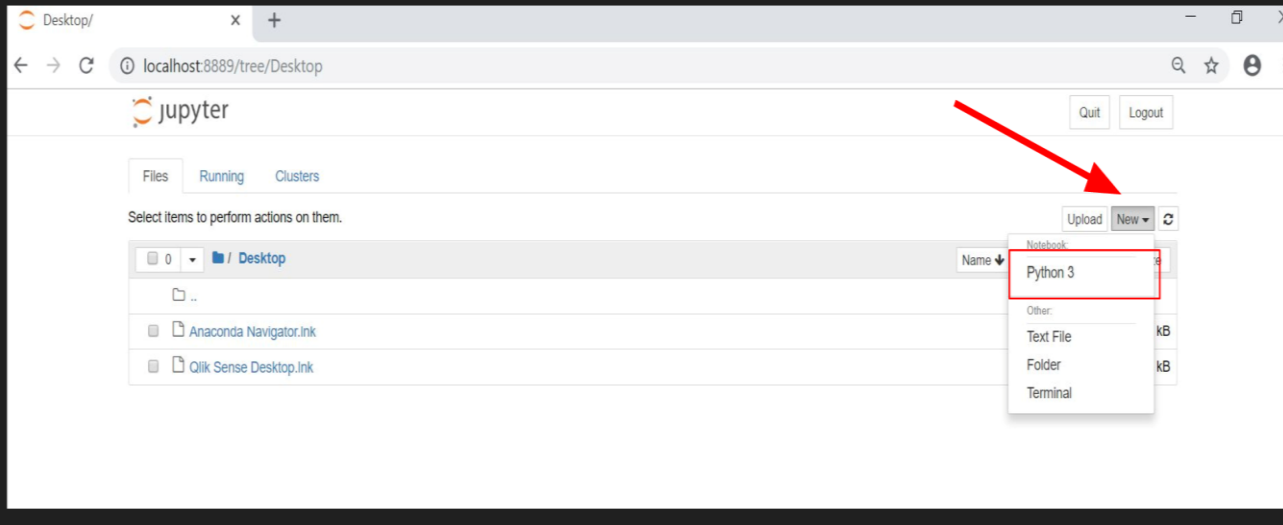 Desktop/
localhost:8889/tree/Desktop
jupyter
Quit Logout
Files Running Clusters
Select items to perform actions on them.
Upload New
0 / Desktop Name
Notebook:
Python 3
..
Other:
Anaconda Navigator.lnk kB
Text File
Qlik Sense Desktop.lnk kB
Folder
Terminal